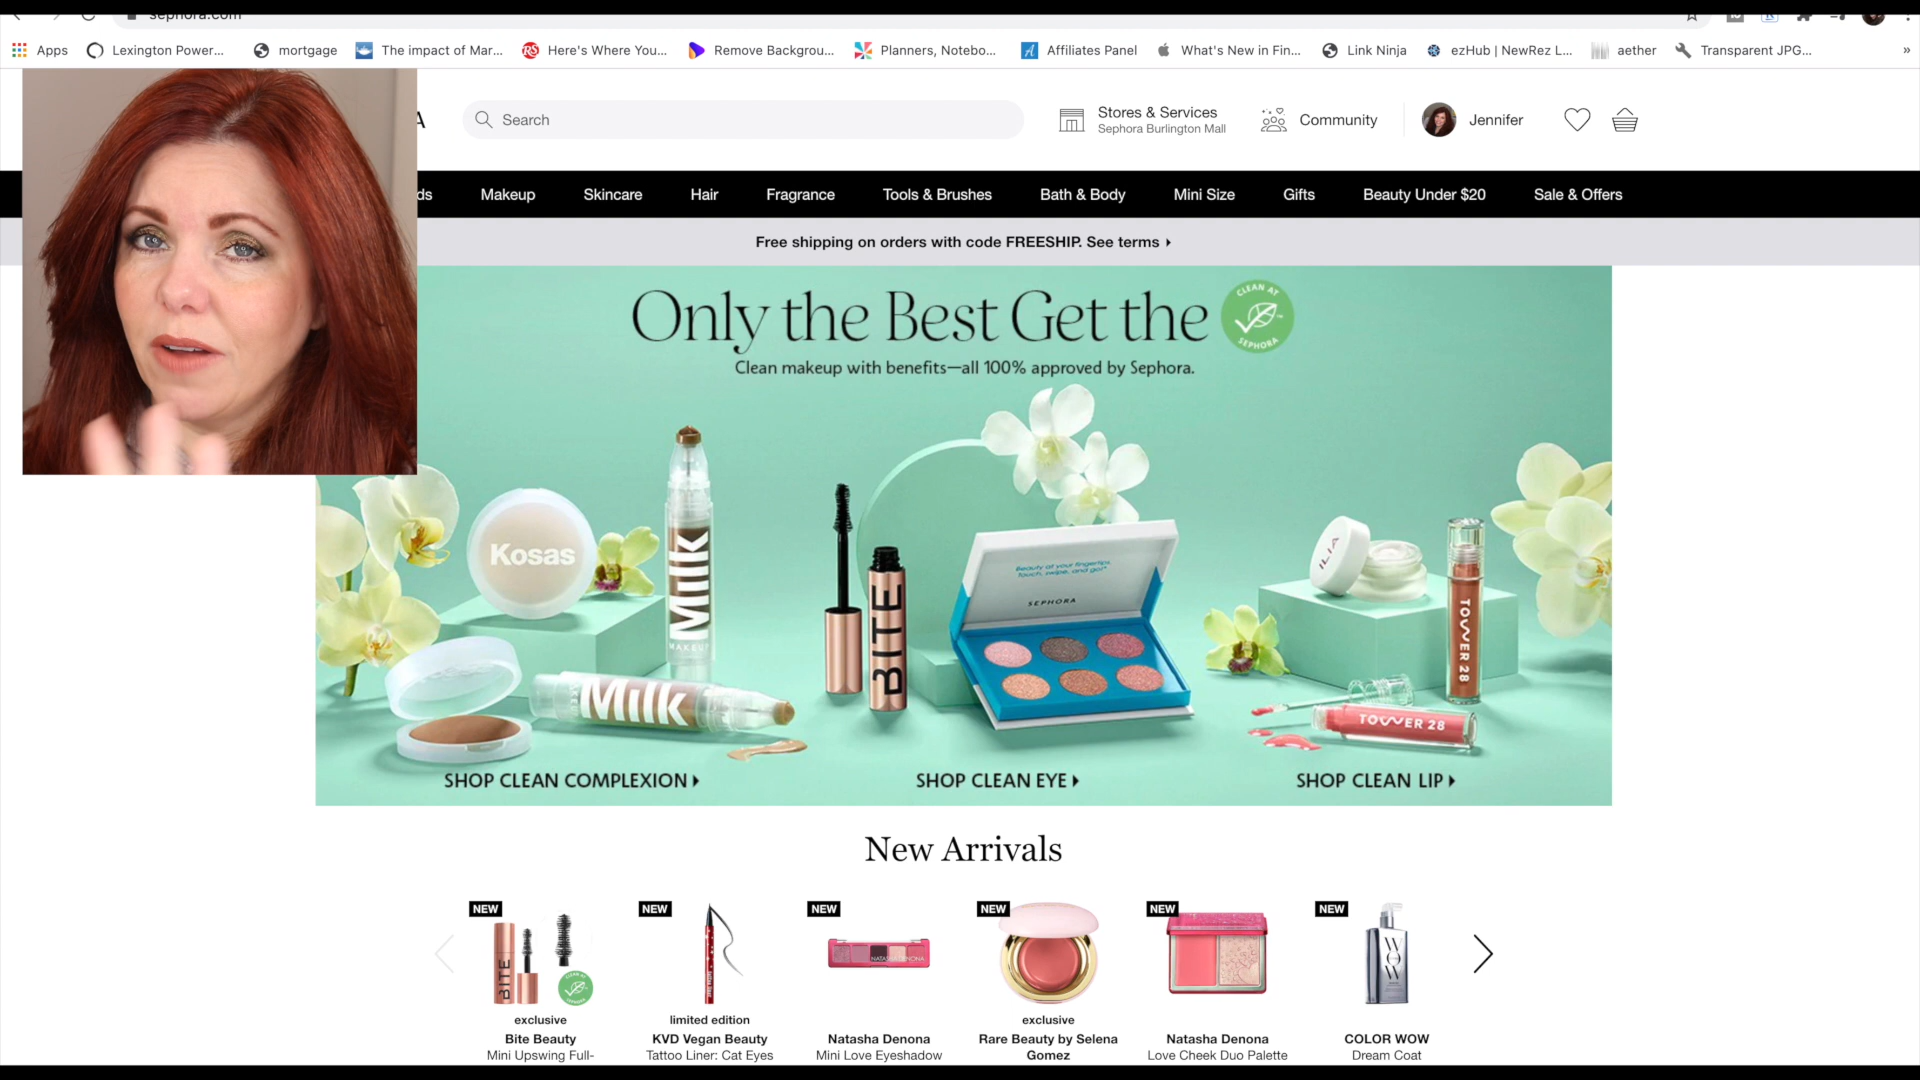 sephora.com
Apps
Lexington Power...
mortgage
The impact of Mar...
Here's Where You...
Remove Backgrou...
Planners, Notebo...
Affiliates Panel
What's New in Fin...
Link Ninja
ezHub | NewRez L...
aether
Transparent JPG...
»
A
Search
Stores & Services
Sephora Burlington Mall
Community
Jennifer
ds
Makeup
Skincare
Hair
Fragrance
Tools & Brushes
Bath & Body
Mini Size
Gifts
Beauty Under $20
Sale & Offers
Free shipping on orders with code FREESHIP. See terms
Only the Best Get the
CLEAN AT
SEPHORA
Clean makeup with benefits—all 100% approved by Sephora.
Kosas
Milk
MAKEUP
Milk
BITE
Beauty at your fingertips.
Touch, swipe, and go!
SEPHORA
ILIA
TOWER 28
TOWER 28
SHOP CLEAN COMPLEXION
SHOP CLEAN EYE
SHOP CLEAN LIP
New Arrivals
NEW
BITE
CLEAN AT
SEPHORA
exclusive
Bite Beauty
Mini Upswing Full-
NEW
limited edition
KVD Vegan Beauty
Tattoo Liner: Cat Eyes
NEW
NATASHA DENONA
Natasha Denona
Mini Love Eyeshadow
NEW
exclusive
Rare Beauty by Selena
Gomez
NEW
Natasha Denona
Love Cheek Duo Palette
NEW
WOW
COLOR WOW
Dream Coat